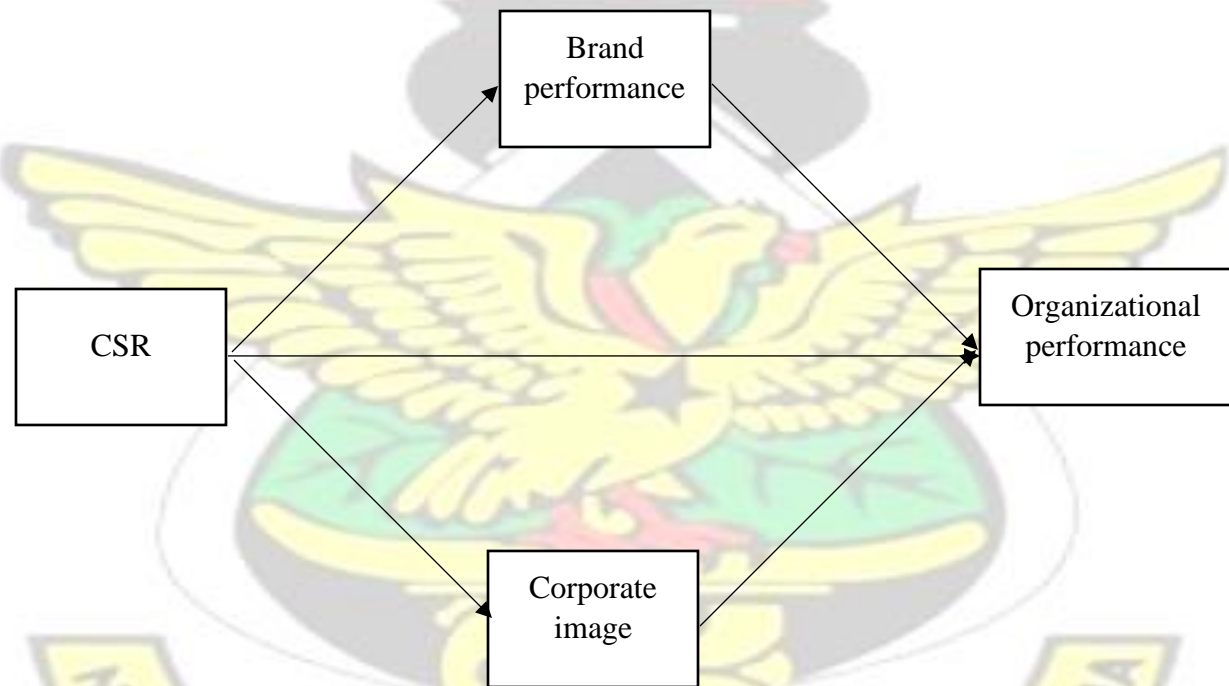 Brand
performance
CSR
Organizational
performance
Corporate
image